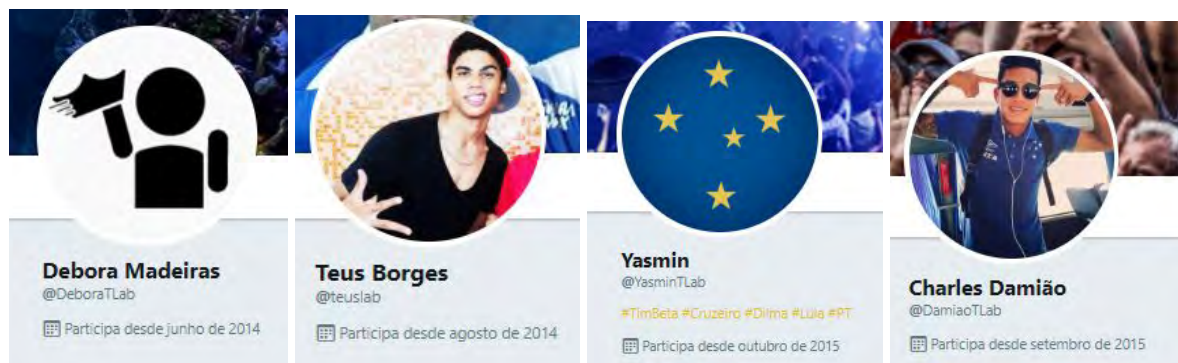 Debora Madeiras
@DeboraTLab
Participa desde junho de 2014
Teus Borges
@teuslab
Participa desde agosto de 2014
Yasmin
@YasminTLab
#TimBeta #Cruzeiro #Dilma #Lula #PT
Participa desde outubro de 2015
Charles Damião
@DamiaoTLab
Participa desde setembro de 2015